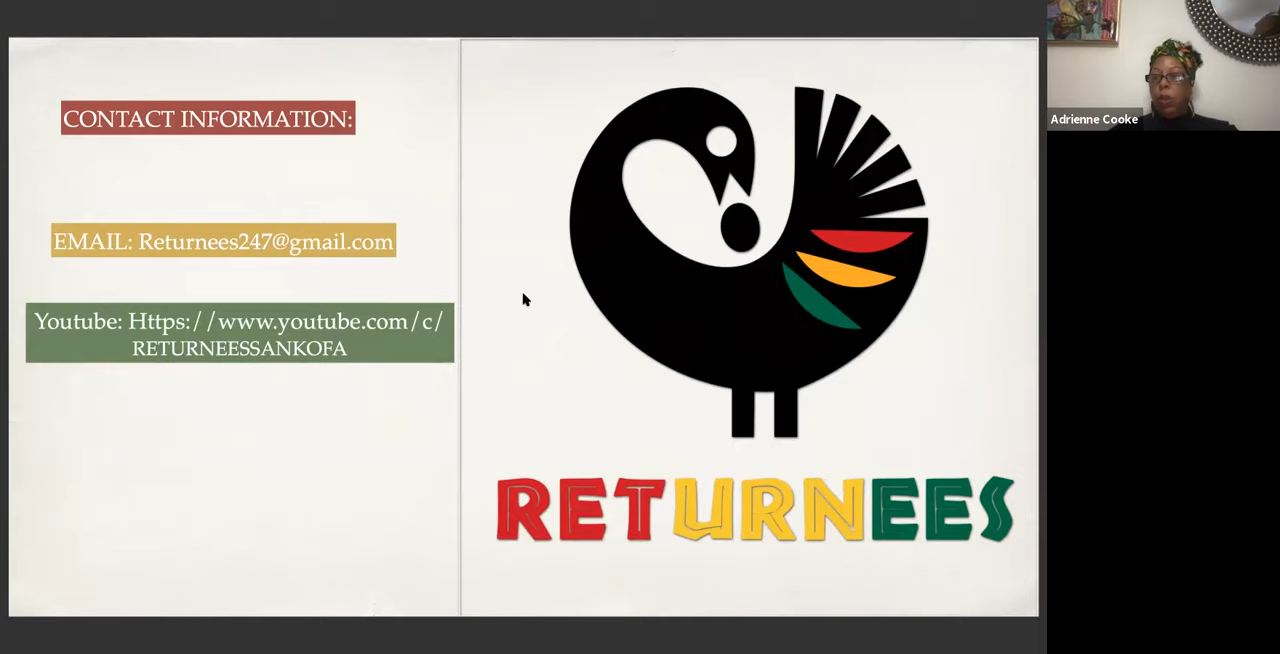 CONTACT INFORMATION:
EMAIL: Returnees247@gmail.com
Youtube: Https://www.youtube.com/c/
RETURNEESSANKOFA
RETURNEES
Adrienne Cooke